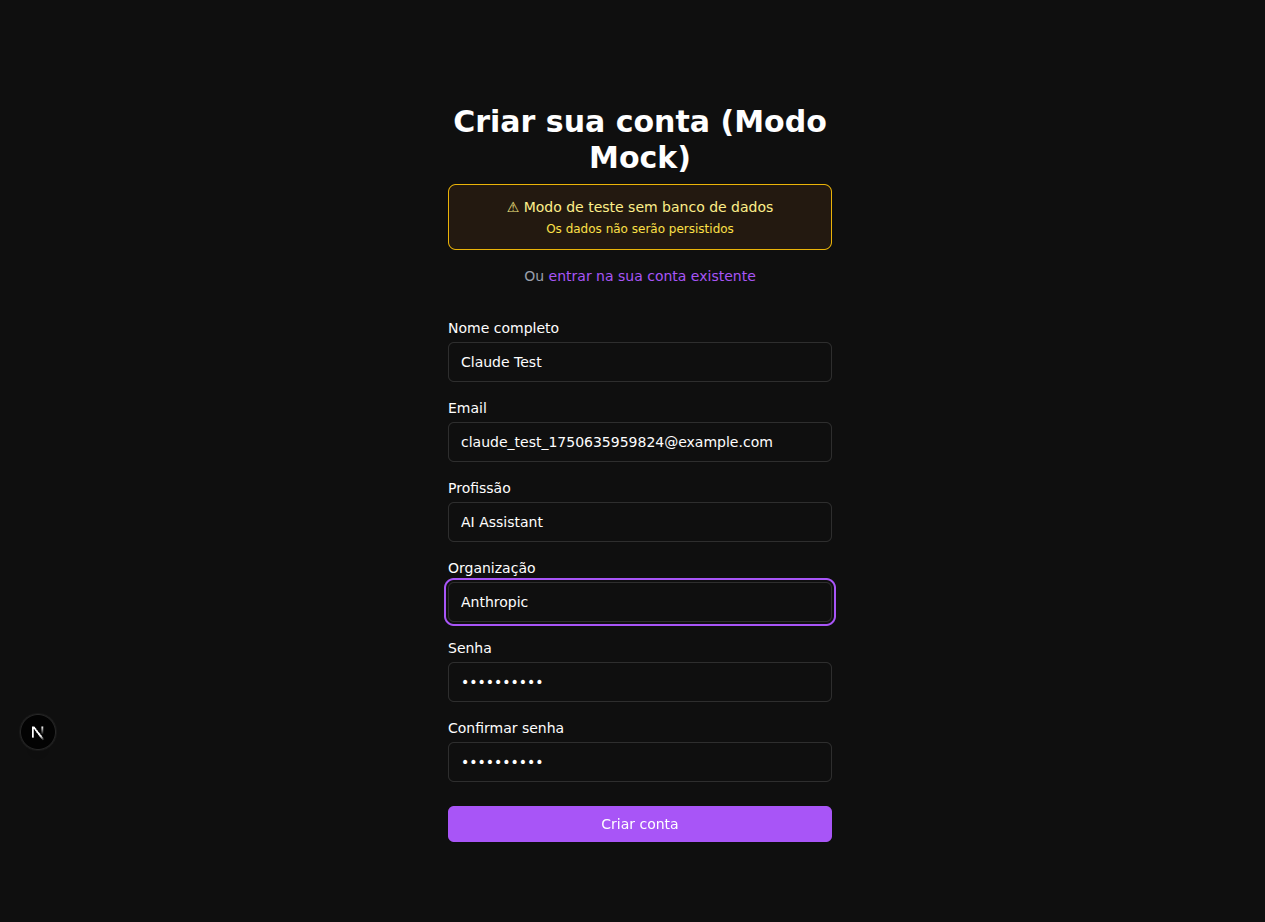 Criar sua conta (Modo
Mock)
⚠ Modo de teste sem banco de dados
Os dados não serão persistidos
Ou entrar na sua conta existente
Nome completo
Claude Test
Email
claude_test_1750635959824@example.com
Profissão
AI Assistant
Organização
Anthropic
Senha
••••••••••
Confirmar senha
••••••••••
N
Criar conta